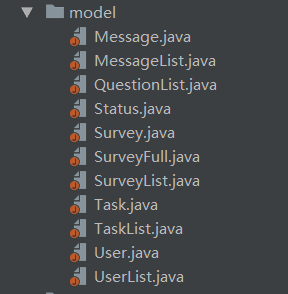 model
Message.java
MessageList.java
QuestionList.java
Status.java
Survey.java
SurveyFull.java
SurveyList.java
Task.java
TaskList.java
User.java
UserList.java